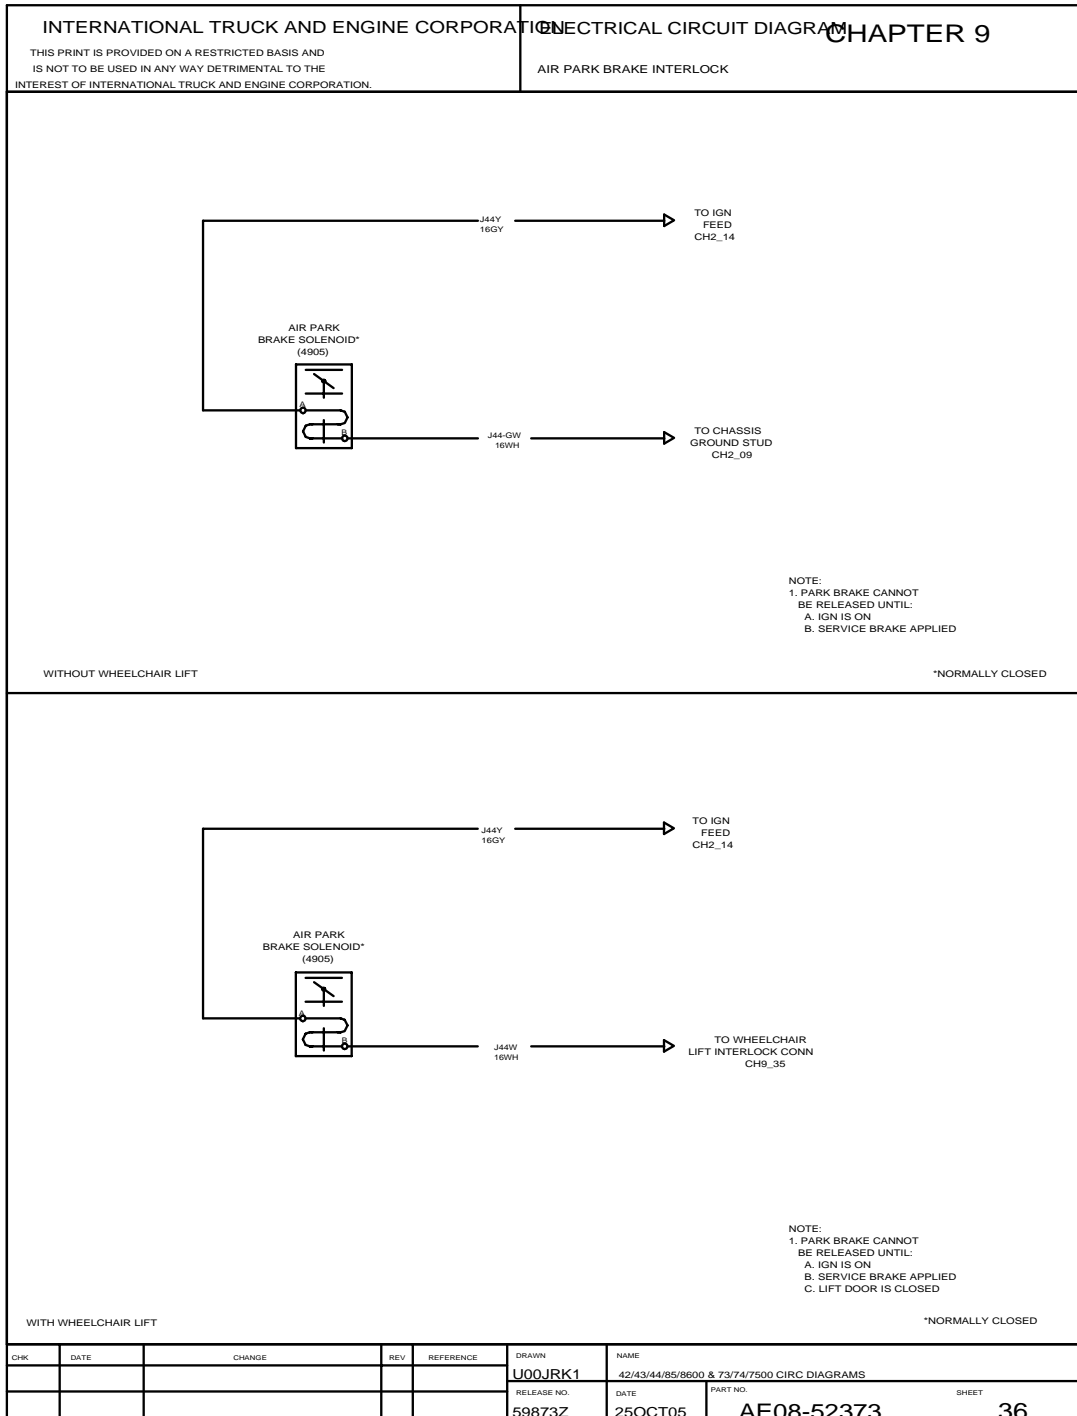 INTERNATIONAL TRUCK AND ENGINE CORPORATION
THIS PRINT IS PROVIDED ON A RESTRICTED BASIS AND
IS NOT TO BE USED IN ANY WAY DETRIMENTAL TO THE
INTEREST OF INTERNATIONAL TRUCK AND ENGINE CORPORATION.
ELECTRICAL CIRCUIT DIAGRAM
CHAPTER 9
AIR PARK BRAKE INTERLOCK
J44Y
16GY
TO IGN
FEED
CH2_14
AIR PARK
BRAKE SOLENOID*
(4905)
A
B
J44-GW
16WH
TO CHASSIS
GROUND STUD
CH2_09
NOTE:
1. PARK BRAKE CANNOT
BE RELEASED UNTIL:
A. IGN IS ON
B. SERVICE BRAKE APPLIED
WITHOUT WHEELCHAIR LIFT
*NORMALLY CLOSED
J44Y
16GY
TO IGN
FEED
CH2_14
AIR PARK
BRAKE SOLENOID*
(4905)
A
B
J44W
16WH
TO WHEELCHAIR
LIFT INTERLOCK CONN
CH9_35
NOTE:
1. PARK BRAKE CANNOT
BE RELEASED UNTIL:
A. IGN IS ON
B. SERVICE BRAKE APPLIED
C. LIFT DOOR IS CLOSED
WITH WHEELCHAIR LIFT
*NORMALLY CLOSED
CHK DATE CHANGE REV REFERENCE
DRAWN
U00JRK1
NAME
42/43/44/85/8600 & 73/74/7500 CIRC DIAGRAMS
RELEASE NO.
59873Z
DATE
25OCT05
PART NO.
AE08-52373
SHEET
36